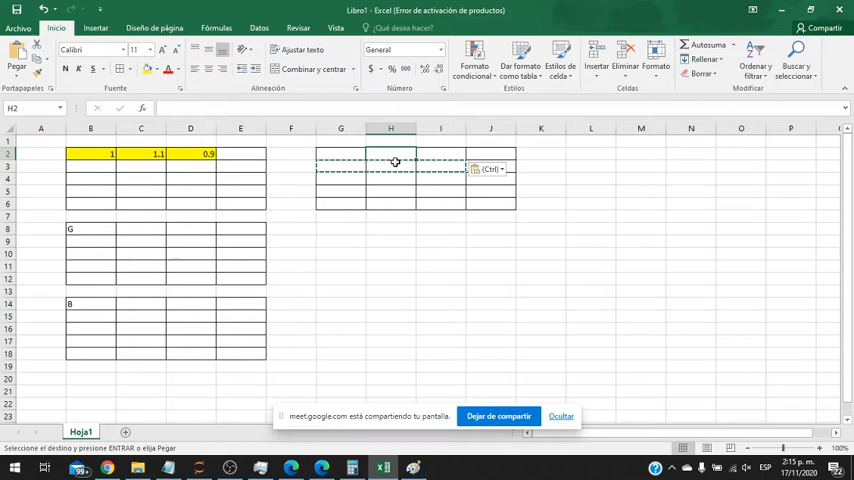 Libro1 - Excel (Error de activación de productos)
Archivo Inicio Insertar Diseño de página Fórmulas Datos Revisar Vista ¿Qué desea hacer? Compartir
Pegar
Calibri 11
N K S
Ajustar texto
Combinar y centrar
General
$ % 000
Formato condicional
Dar formato como tabla
Estilos de celda
Insertar
Eliminar
Formato
Autosuma
Rellenar
Borrar
Ordenar y filtrar
Buscar y seleccionar
Portapapeles Fuente Alineación Número Estilos Celdas Modificar
H2 fx
A B C D E F G H I J K L M N O P
1
2 1 1.1 0.9
3 (Ctrl)
4
5
6
7
8 G
9
10
11
12
13
14 B
15
16
17
18
19
20
21
22
23
meet.google.com está compartiendo tu pantalla. Dejar de compartir Ocultar
Hoja1
Seleccione el destino y presione ENTRAR o elija Pegar 100%
99+ ESP 2:15 p. m.
17/11/2020 22